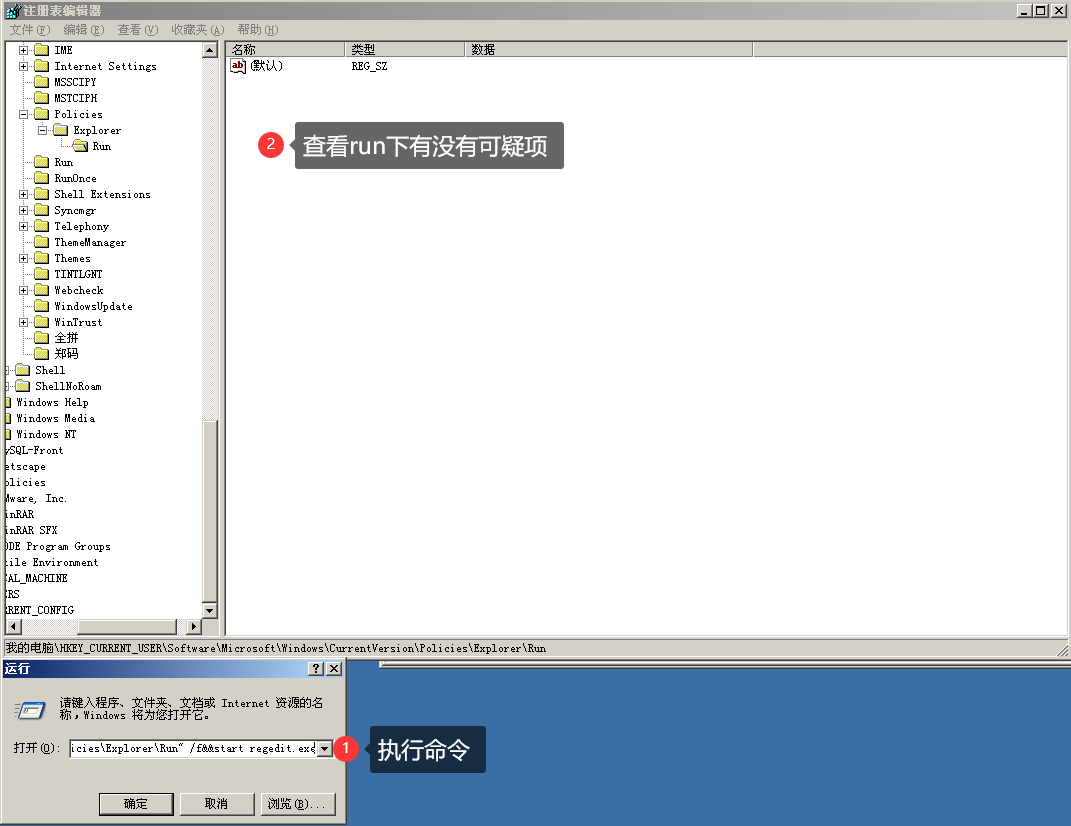 注册表编辑器
文件(F) 编辑(E) 查看(V) 收藏夹(A) 帮助(H)
IME
Internet Settings
MSSCIPY
MSTCIPH
Policies
Explorer
Run
Run
RunOnce
Shell Extensions
Syncmgr
Telephony
ThemeManager
Themes
TINTLGNT
Webcheck
WindowsUpdate
WinTrust
全拼
郑码
Shell
ShellNoRoam
Windows Help
Windows Media
Windows NT
ySQL-Front
etscape
olicies
Mware, Inc.
inRAR
inRAR SFX
ODE Program Groups
ile Environment
CAL_MACHINE
ERS
RRENT_CONFIG
名称 类型 数据
ab (默认) REG_SZ
2 查看run下有没有可疑项
我的电脑\HKEY_CURRENT_USER\Software\Microsoft\Windows\CurrentVersion\Policies\Explorer\Run
运行
请键入程序、文件夹、文档或 Internet 资源的名
称，Windows 将为您打开它。
打开(O): icies\Explorer\Run" /f&&start regedit.exe
1 执行命令
确定 取消 浏览(B)...